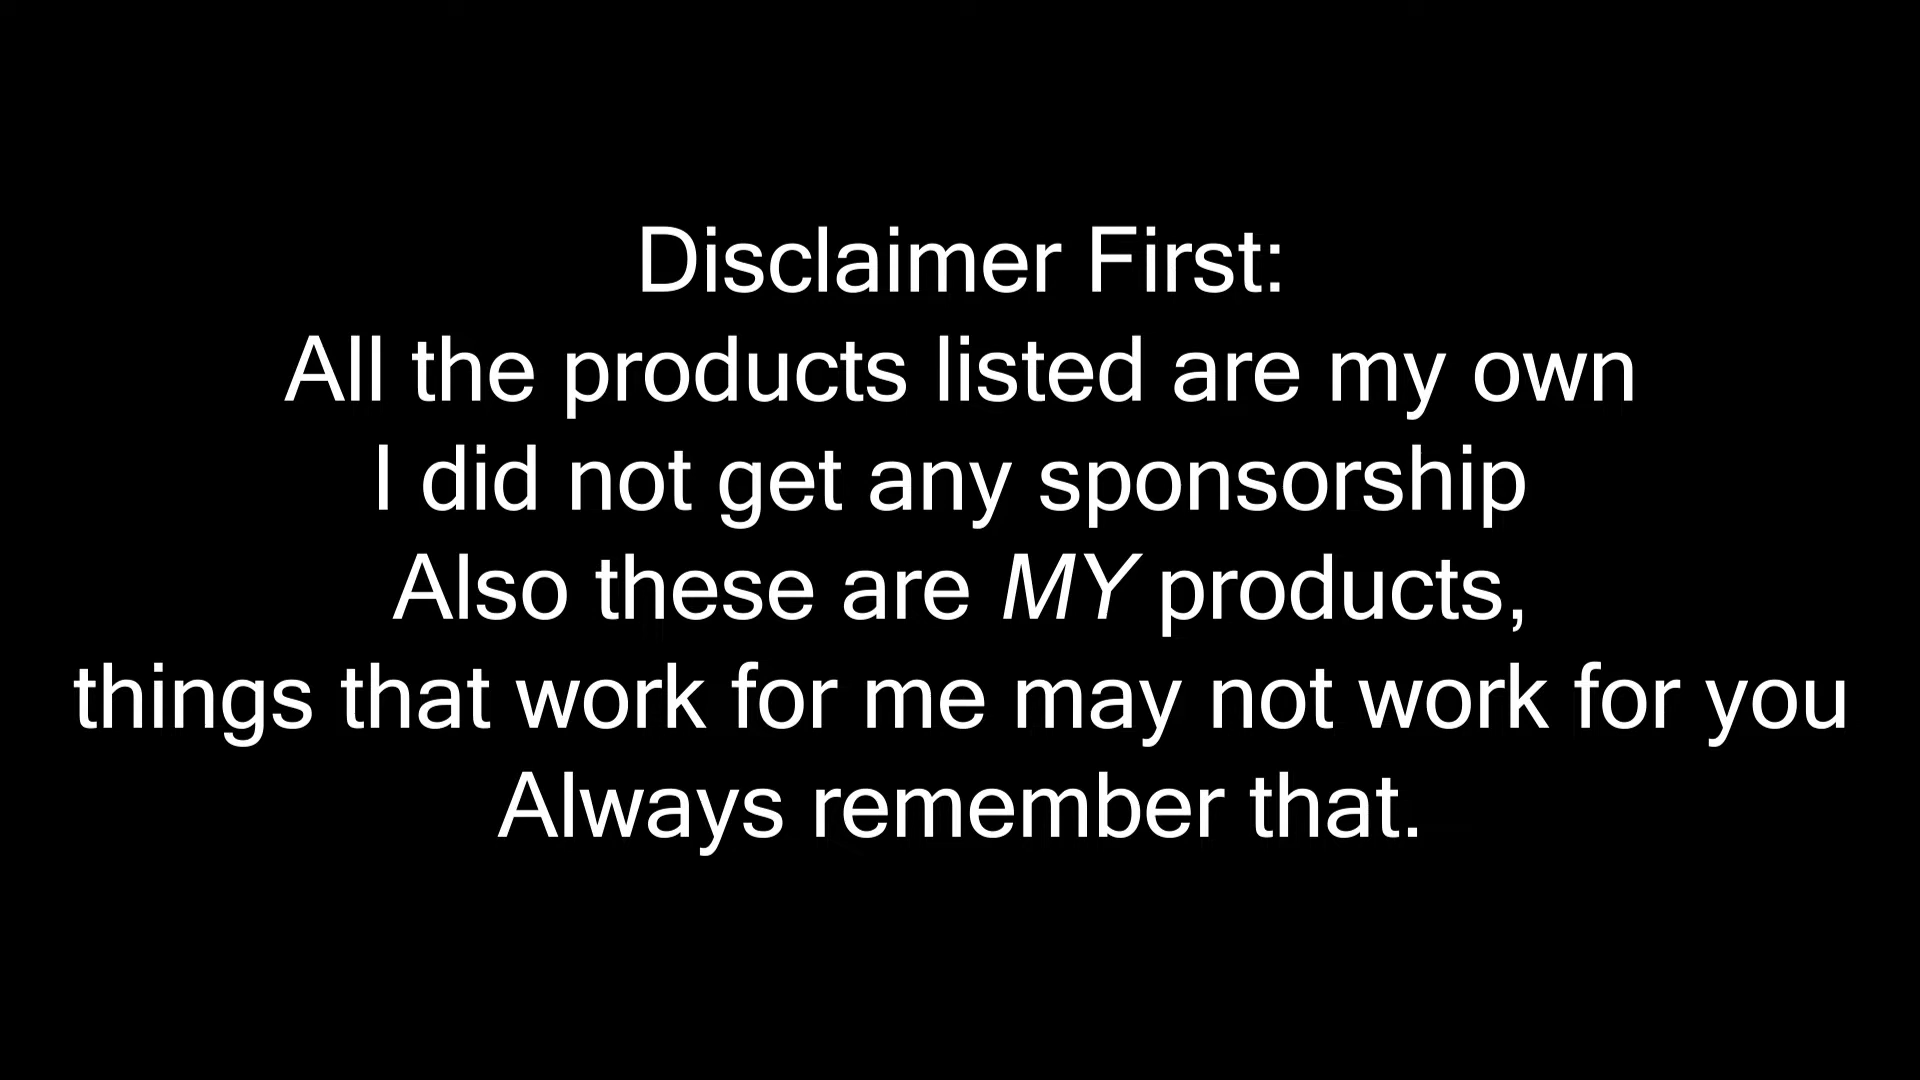 Disclaimer First:
All the products listed are my own
I did not get any sponsorship
Also these are MY products,
things that work for me may not work for you
Always remember that.